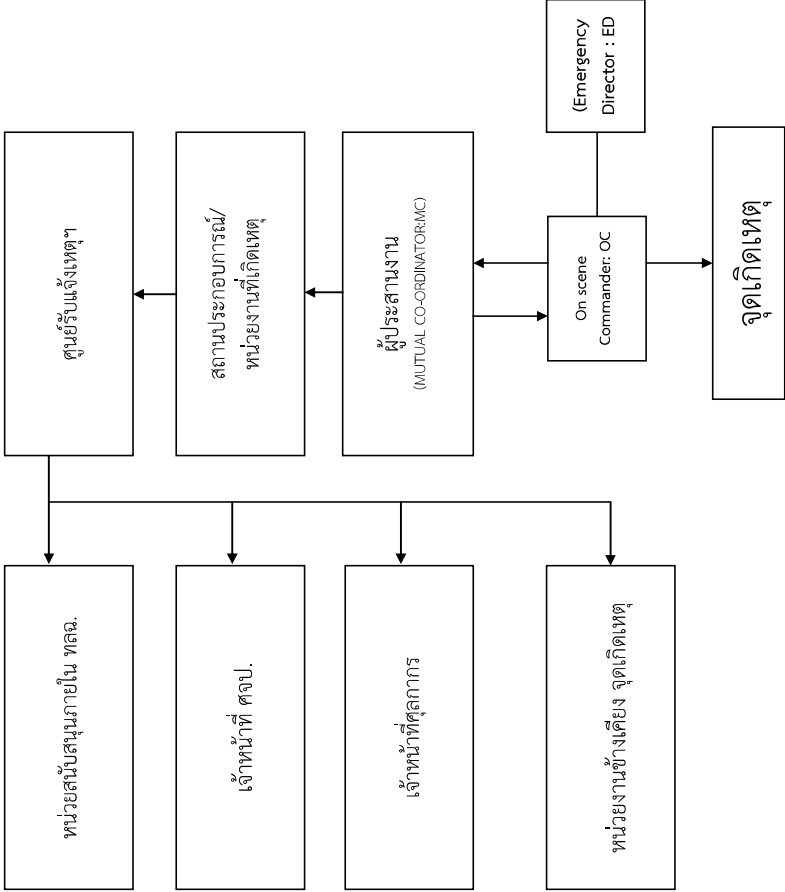 (Emergency
Director : ED
จุดเกิดเหตุ
On scene
Commander: OC
ผู้ประสานงาน
(MUTUAL CO-ORDINATOR:MC)
สถานประกอบการณ์/
หน่วยงานที่เกิดเหตุ
ศูนย์รับแจ้งเหตุฯ
หน่วยสนับสนุนภายใน ทลฉ.
เจ้าหน้าที่ ศจป.
เจ้าหน้าที่ศุลกากร
หน่วยงานข้างเคียง จุดเกิดเหตุ